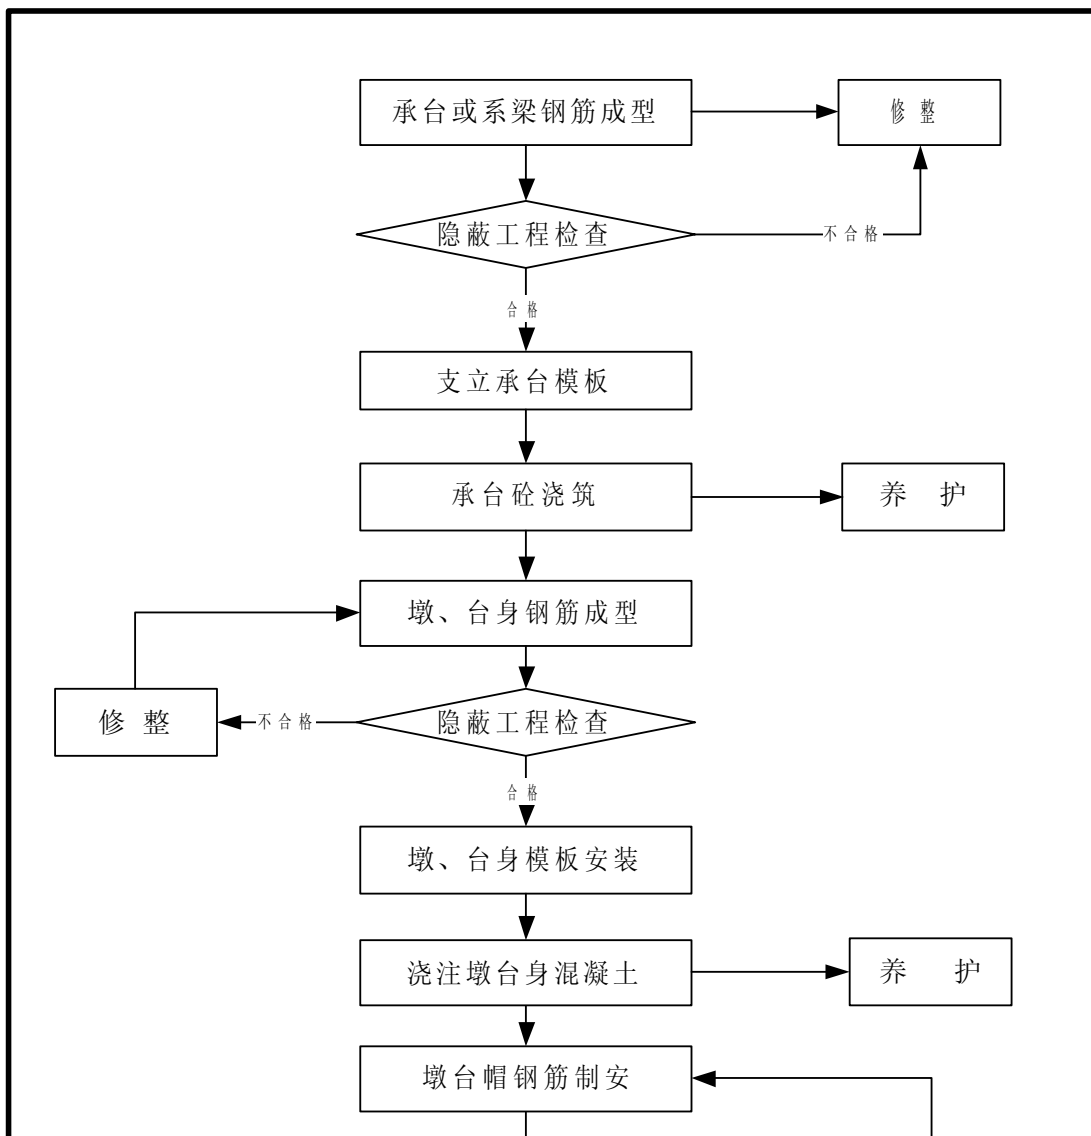 承台或系梁钢筋成型
修整
隐蔽工程检查
不合格
合格
支立承台模板
承台砼浇筑
养 护
墩、台身钢筋成型
修 整
不合格
隐蔽工程检查
合格
墩、台身模板安装
浇注墩台身混凝土
养 护
墩台帽钢筋制安